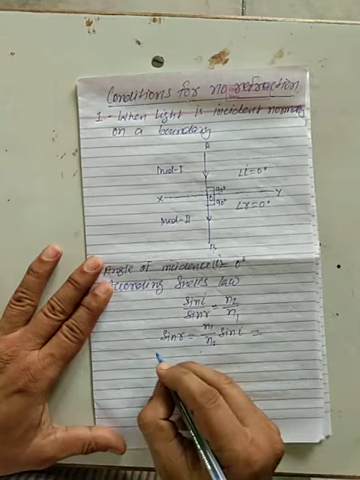 Conditions for no refraction
1- When light is incident normaly
on a boundary
A
Med-I
∠i=0°
90°
X
Y
90°
∠r=0°
Med-II
B
Angle of incidence(i)= 0°
According Snell's law
sini/sinr = n2/n1
sinr = n1/n2 sini =